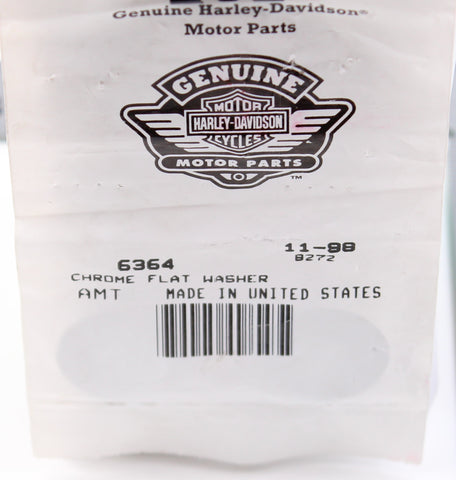 Genuine Harley-Davidson®
Motor Parts
GENUINE
MOTOR
HARLEY-DAVIDSON
CYCLES
MOTOR PARTS
™
11-98
6364
9272
CHROME FLAT WASHER
AMT MADE IN UNITED STATES